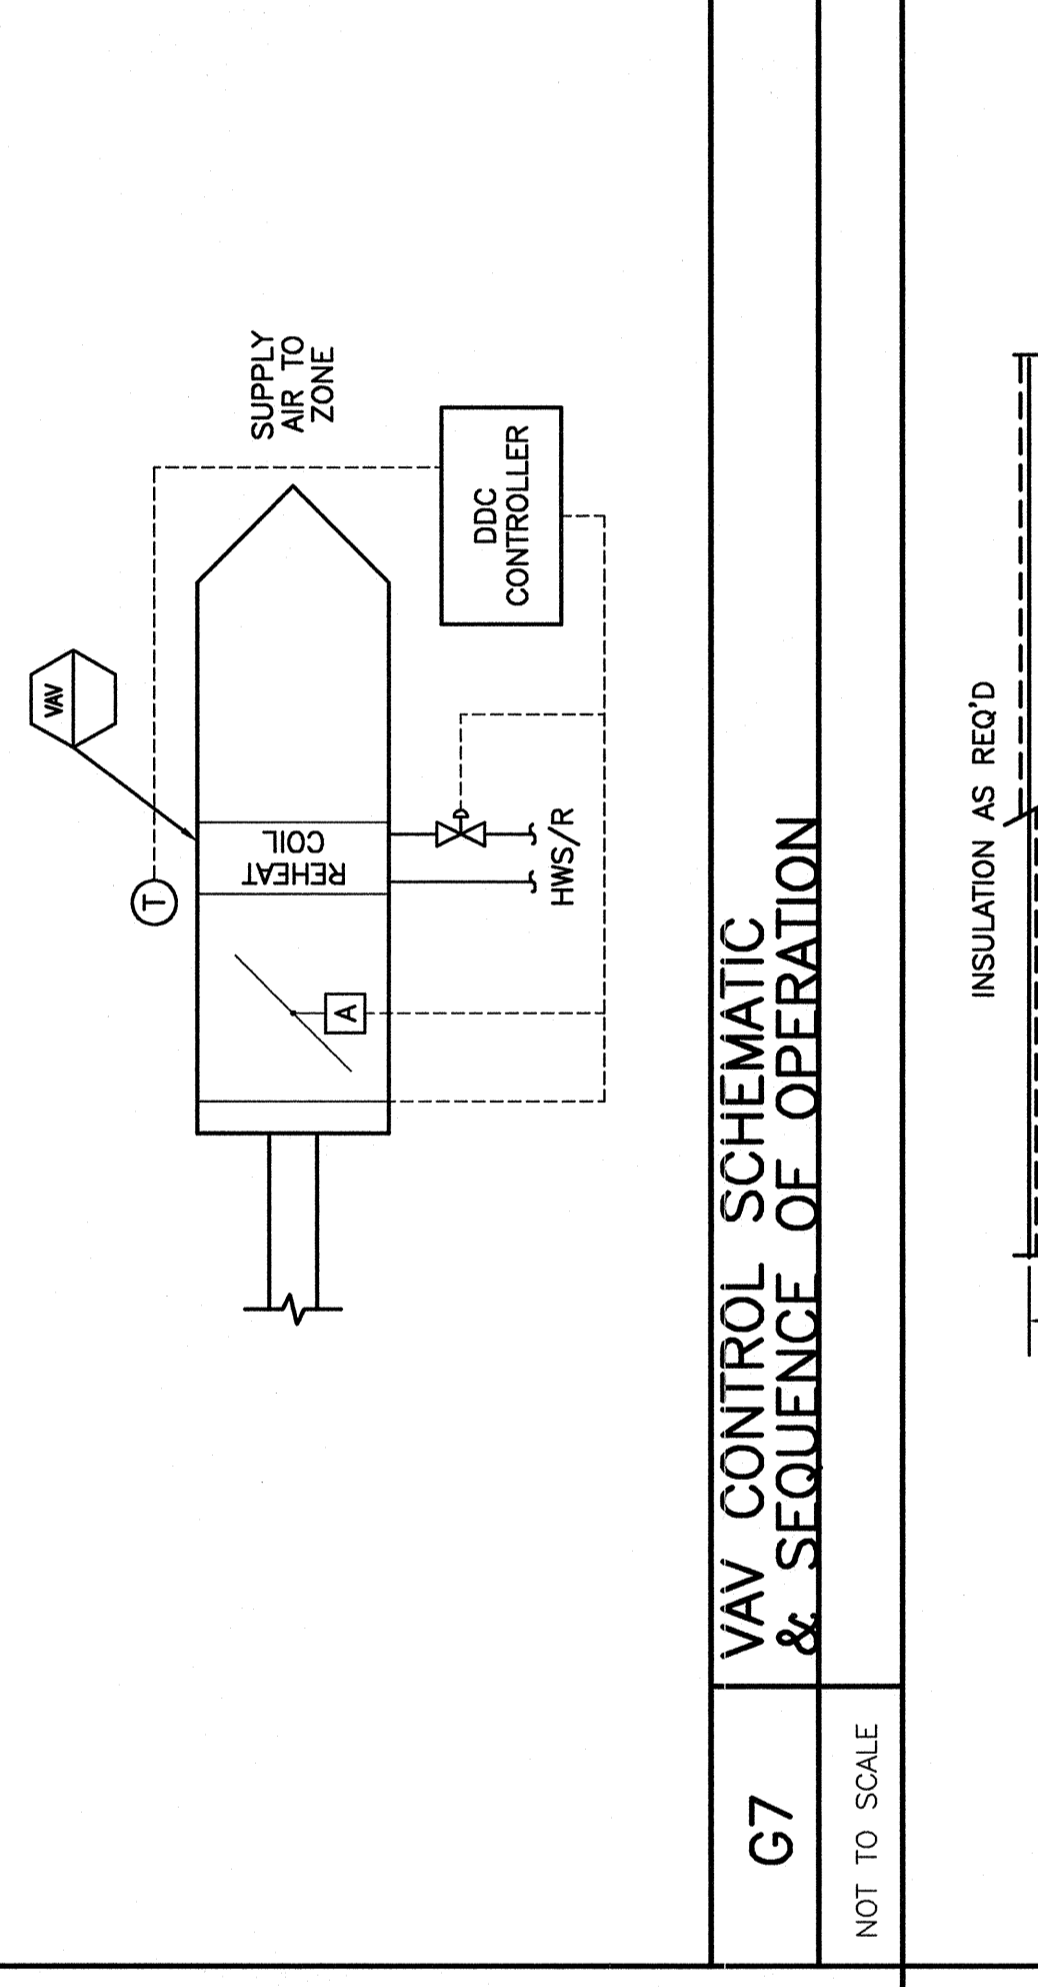 VAV
T
REHEAT
COIL
A
SUPPLY
AIR TO
ZONE
DDC
CONTROLLER
HWS/R
G7
VAV CONTROL SCHEMATIC
& SEQUENCE OF OPERATION
NOT TO SCALE
INSULATION AS REQ'D